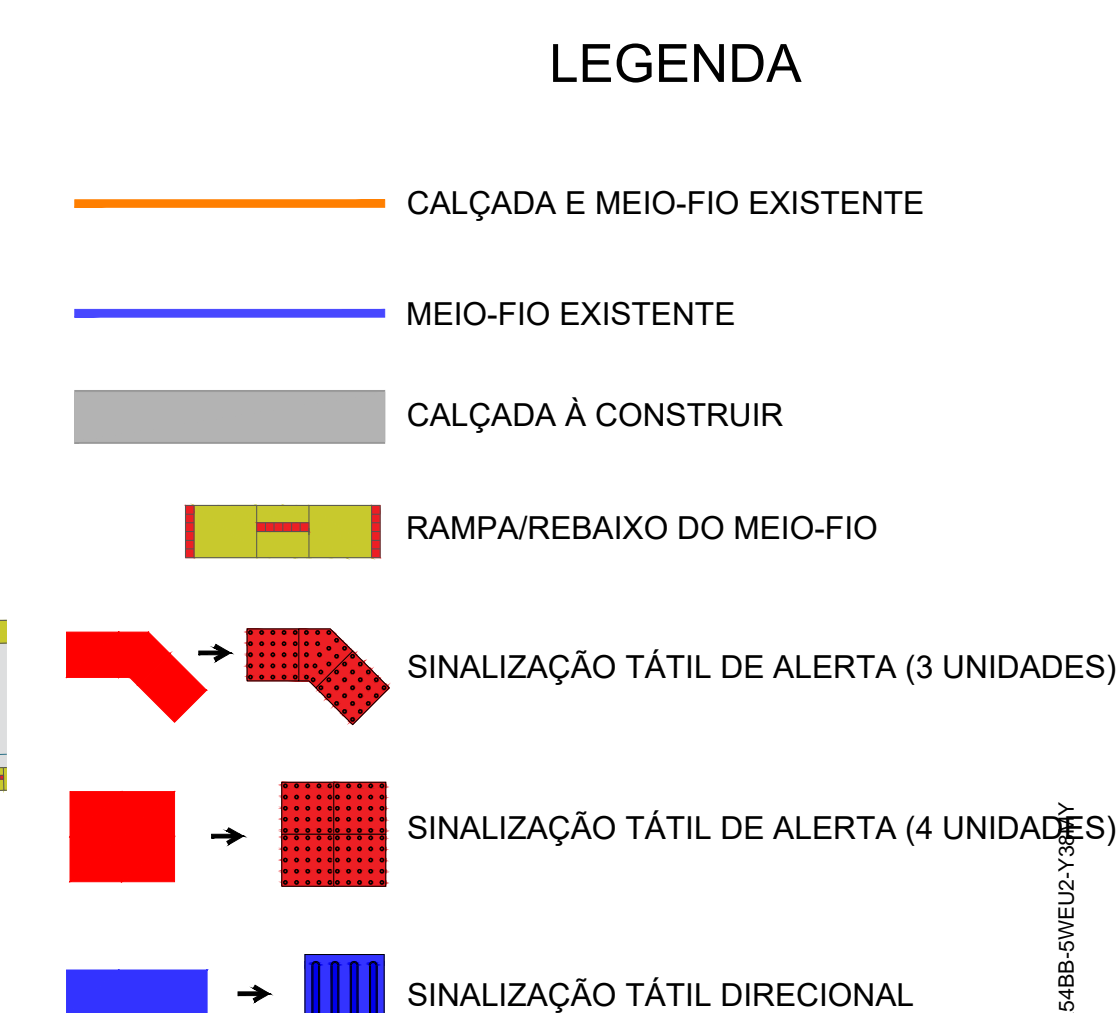 LEGENDA
CALÇADA E MEIO-FIO EXISTENTE
MEIO-FIO EXISTENTE
CALÇADA À CONSTRUIR
RAMPA/REBAIXO DO MEIO-FIO
SINALIZAÇÃO TÁTIL DE ALERTA (3 UNIDADES)
SINALIZAÇÃO TÁTIL DE ALERTA (4 UNIDADES)
SINALIZAÇÃO TÁTIL DIRECIONAL